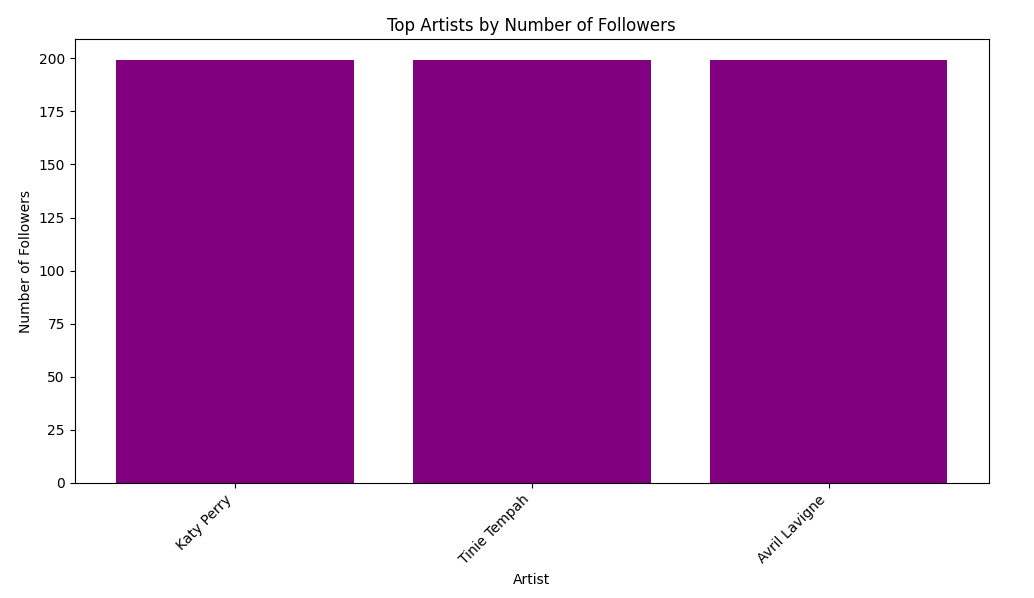 Top Artists by Number of Followers
Number of Followers
200
175
150
125
100
75
50
25
0
Katy Perry
Tinie Tempah
Avril Lavigne
Artist